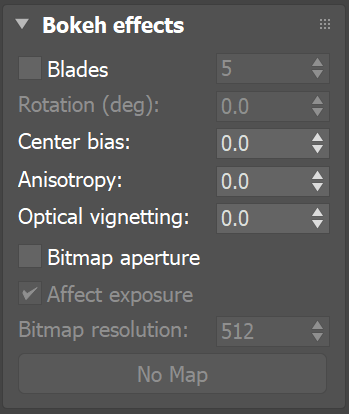 Bokeh effects
Blades 5
Rotation (deg): 0.0
Center bias: 0.0
Anisotropy: 0.0
Optical vignetting: 0.0
Bitmap aperture
Affect exposure
Bitmap resolution: 512
No Map